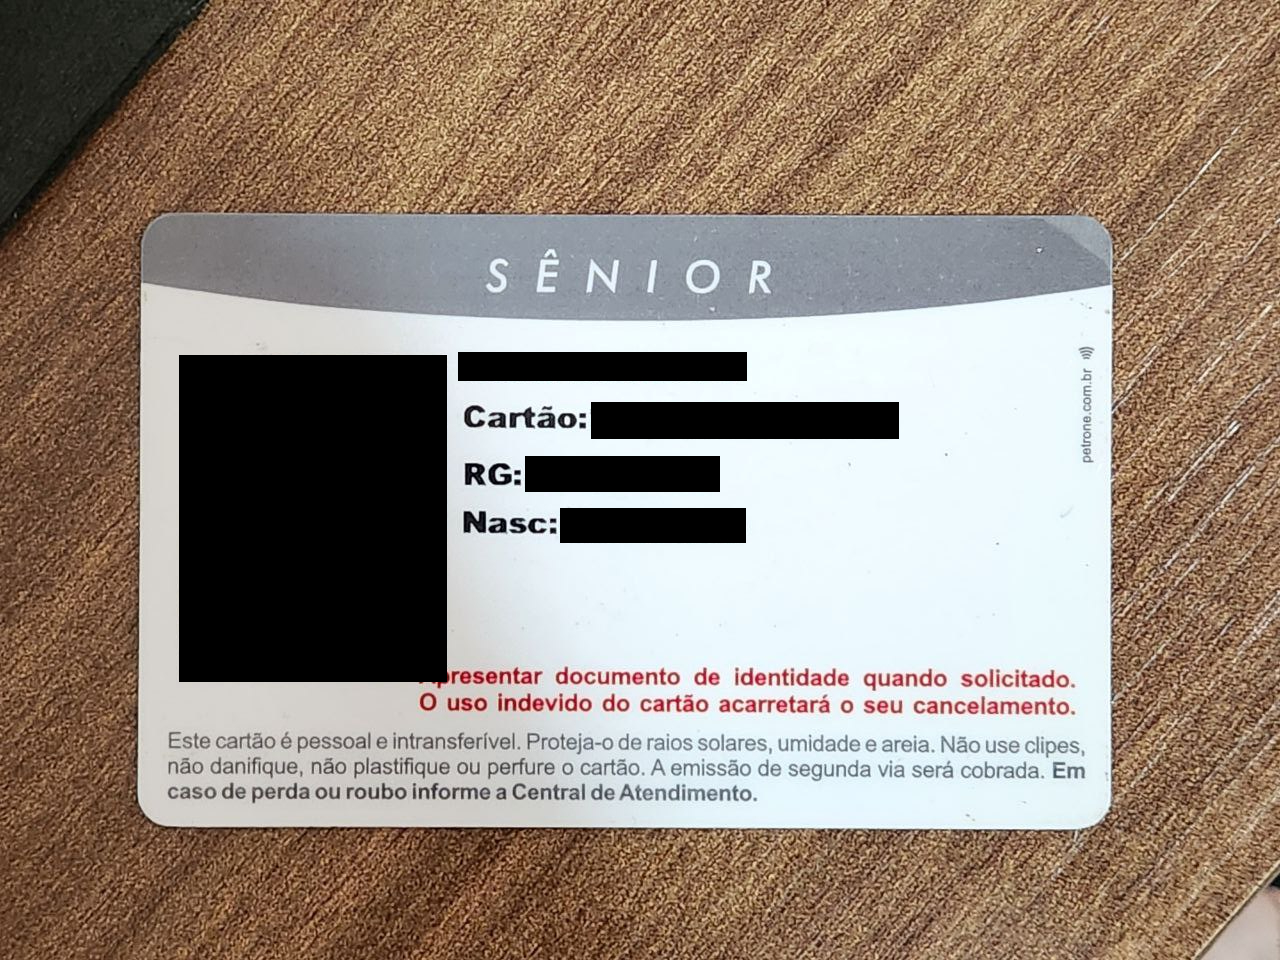 SÊNIOR
Cartão:
RG:
Nasc:
petrone.com.br
presentar documento de identidade quando solicitado.
O uso indevido do cartão acarretará o seu cancelamento.
Este cartão é pessoal e intransferível. Proteja-o de raios solares, umidade e areia. Não use clipes,
não danifique, não plastifique ou perfure o cartão. A emissão de segunda via será cobrada. Em
caso de perda ou roubo informe a Central de Atendimento.